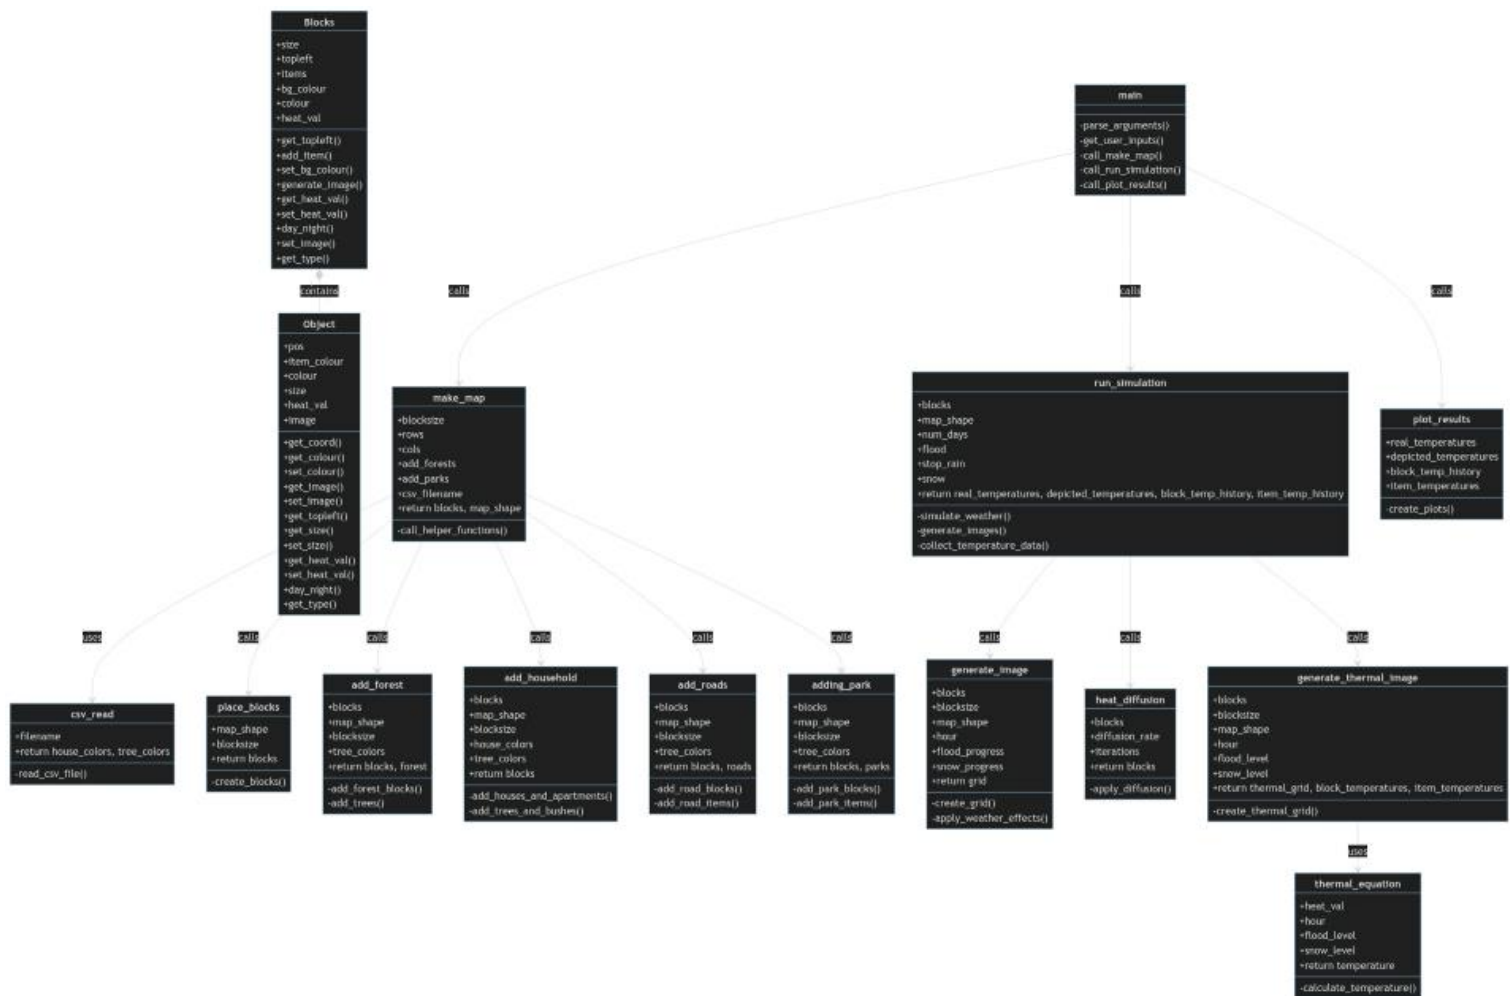 Blocks
+size
+topleft
+items
+bg_colour
+colour
+heat_val
+get_topleft()
+add_item()
+set_bg_colour()
+generate_image()
+get_heat_val()
+set_heat_val()
+day_night()
+set_image()
+get_type()
contains
Object
+pos
+item_colour
+colour
+size
+heat_val
+image
+get_coord()
+get_colour()
+set_colour()
+get_image()
+set_image()
+get_topleft()
+get_size()
+set_size()
+get_heat_val()
+set_heat_val()
+day_night()
+get_type()
main
-parse_arguments()
-get_user_inputs()
-call_make_map()
-call_run_simulation()
-call_plot_results()
calls
calls
calls
make_map
+blocksize
+rows
+cols
+add_forests
+add_parks
+csv_filename
+return blocks, map_shape
-call_helper_functions()
run_simulation
+blocks
+map_shape
+num_days
+flood
+stop_rain
+snow
+return real_temperatures, depicted_temperatures, block_temp_history, item_temp_history
-simulate_weather()
-generate_images()
-collect_temperature_data()
plot_results
+real_temperatures
+depicted_temperatures
+block_temp_history
+item_temperatures
-create_plots()
uses
calls
calls
calls
calls
calls
calls
calls
calls
csv_read
+filename
+return house_colors, tree_colors
-read_csv_file()
place_blocks
+map_shape
+blocksize
+return blocks
-create_blocks()
add_forest
+blocks
+map_shape
+blocksize
+tree_colors
+return blocks, forest
-add_forest_blocks()
-add_trees()
add_household
+blocks
+map_shape
+blocksize
+house_colors
+tree_colors
+return blocks
-add_houses_and_apartments()
-add_trees_and_bushes()
add_roads
+blocks
+map_shape
+blocksize
+tree_colors
+return blocks, roads
-add_road_blocks()
-add_road_items()
adding_park
+blocks
+map_shape
+blocksize
+tree_colors
+return blocks, parks
-add_park_blocks()
-add_park_items()
generate_image
+blocks
+blocksize
+map_shape
+hour
+flood_progress
+snow_progress
+return grid
-create_grid()
-apply_weather_effects()
heat_diffusion
+blocks
+diffusion_rate
+iterations
+return blocks
-apply_diffusion()
generate_thermal_image
+blocks
+blocksize
+map_shape
+hour
+flood_level
+snow_level
+return thermal_grid, block_temperatures, item_temperatures
-create_thermal_grid()
uses
thermal_equation
+heat_val
+hour
+flood_level
+snow_level
+return temperature
-calculate_temperature()